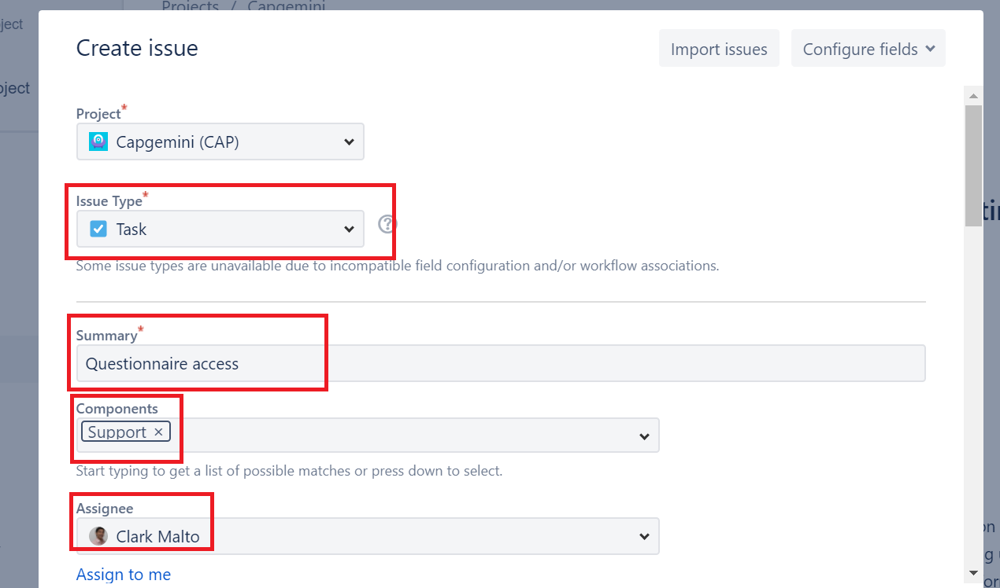 Projects / Capgemini
Create issue
Import issues
Configure fields
Project*
Capgemini (CAP)
Issue Type*
Task
Some issue types are unavailable due to incompatible field configuration and/or workflow associations.
Summary*
Questionnaire access
Components
Support ×
Start typing to get a list of possible matches or press down to select.
Assignee
Clark Malto
Assign to me